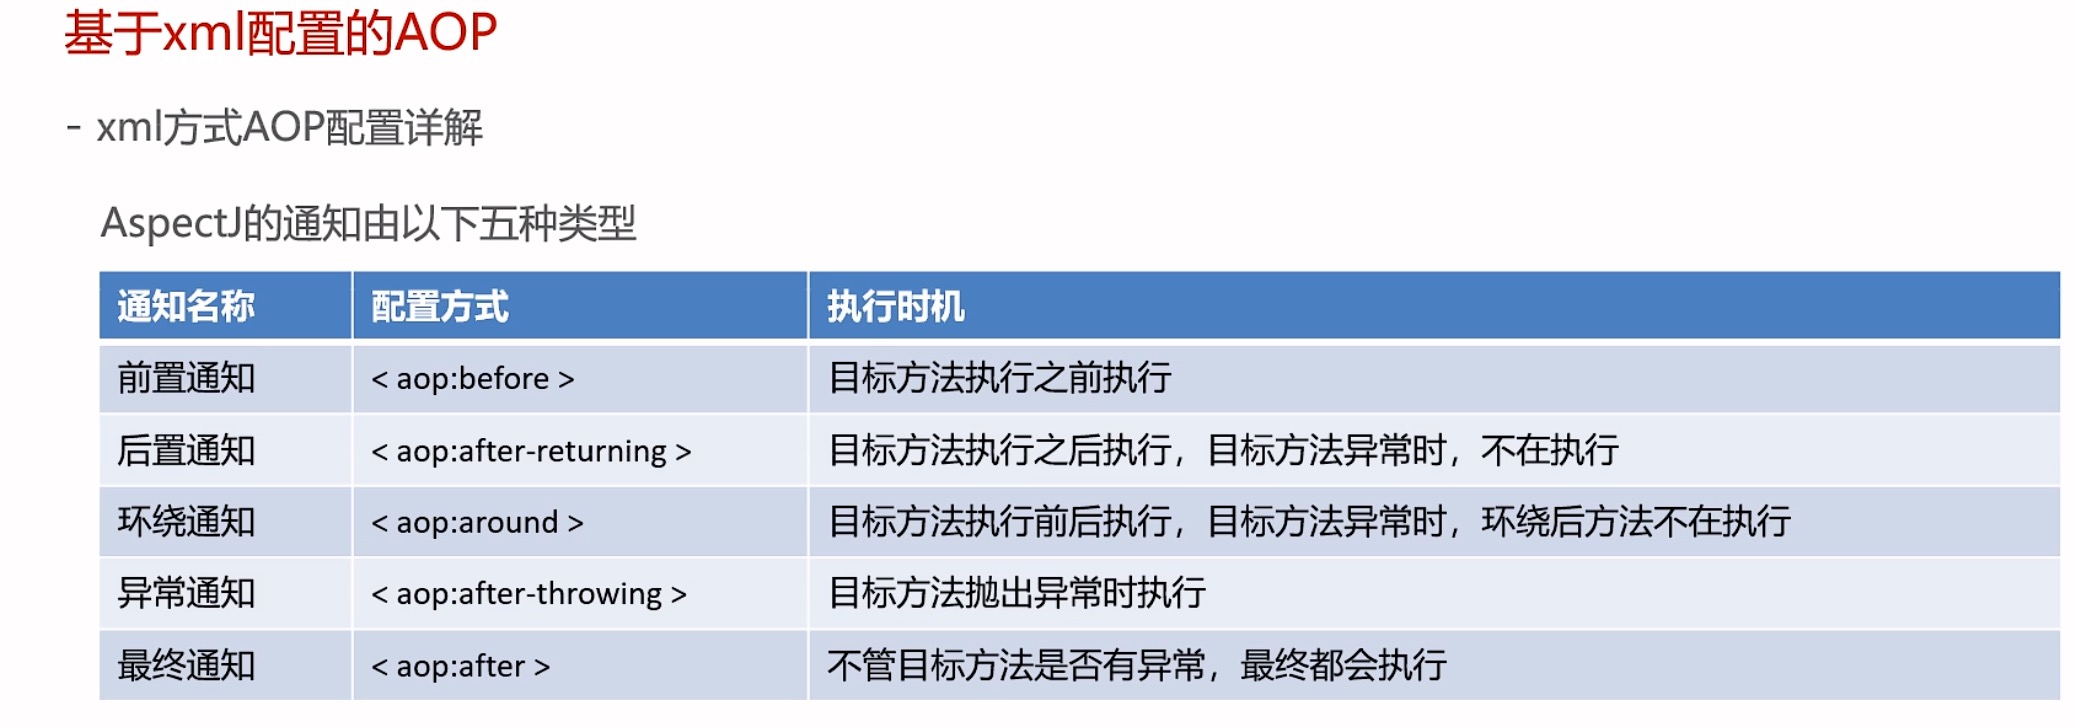 基于xml配置的AOP
- xml方式AOP配置详解
AspectJ的通知由以下五种类型
通知名称 配置方式 执行时机
前置通知 < aop:before > 目标方法执行之前执行
后置通知 < aop:after-returning > 目标方法执行之后执行，目标方法异常时，不在执行
环绕通知 < aop:around > 目标方法执行前后执行，目标方法异常时，环绕后方法不在执行
异常通知 < aop:after-throwing > 目标方法抛出异常时执行
最终通知 < aop:after > 不管目标方法是否有异常，最终都会执行